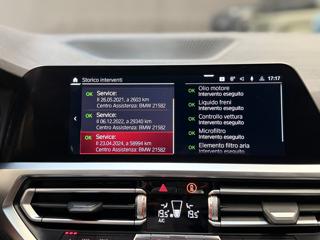 Storico interventi
17:17
OK Service:
Il 26.05.2021, a 2603 km
Centro Assistenza: BMW 21582
OK Service:
Il 06.12.2022, a 29340 km
Centro Assistenza: BMW 21582
OK Service:
Il 23.04.2024, a 58994 km
Centro Assistenza: BMW 21582
OK Olio motore
Intervento eseguito
OK Liquido freni
Intervento eseguito
OK Controllo vettura
Intervento eseguito
OK Microfiltro
Intervento eseguito
OK Elemento filtro aria
Intervento eseguito
19.5
19.5
A/C